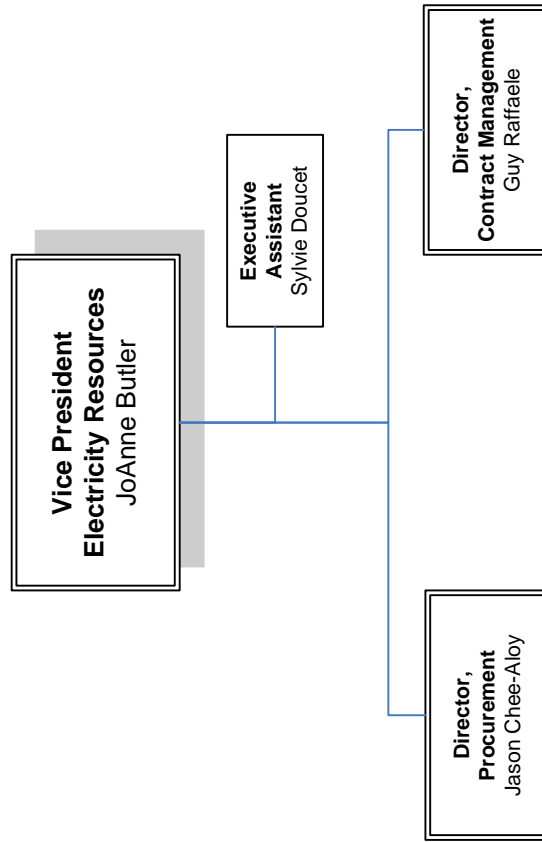 Vice President
Electricity Resources
JoAnne Butler
Executive
Assistant
Sylvie Doucet
Director,
Procurement
Jason Chee-Aloy
Director,
Contract Management
Guy Raffaele